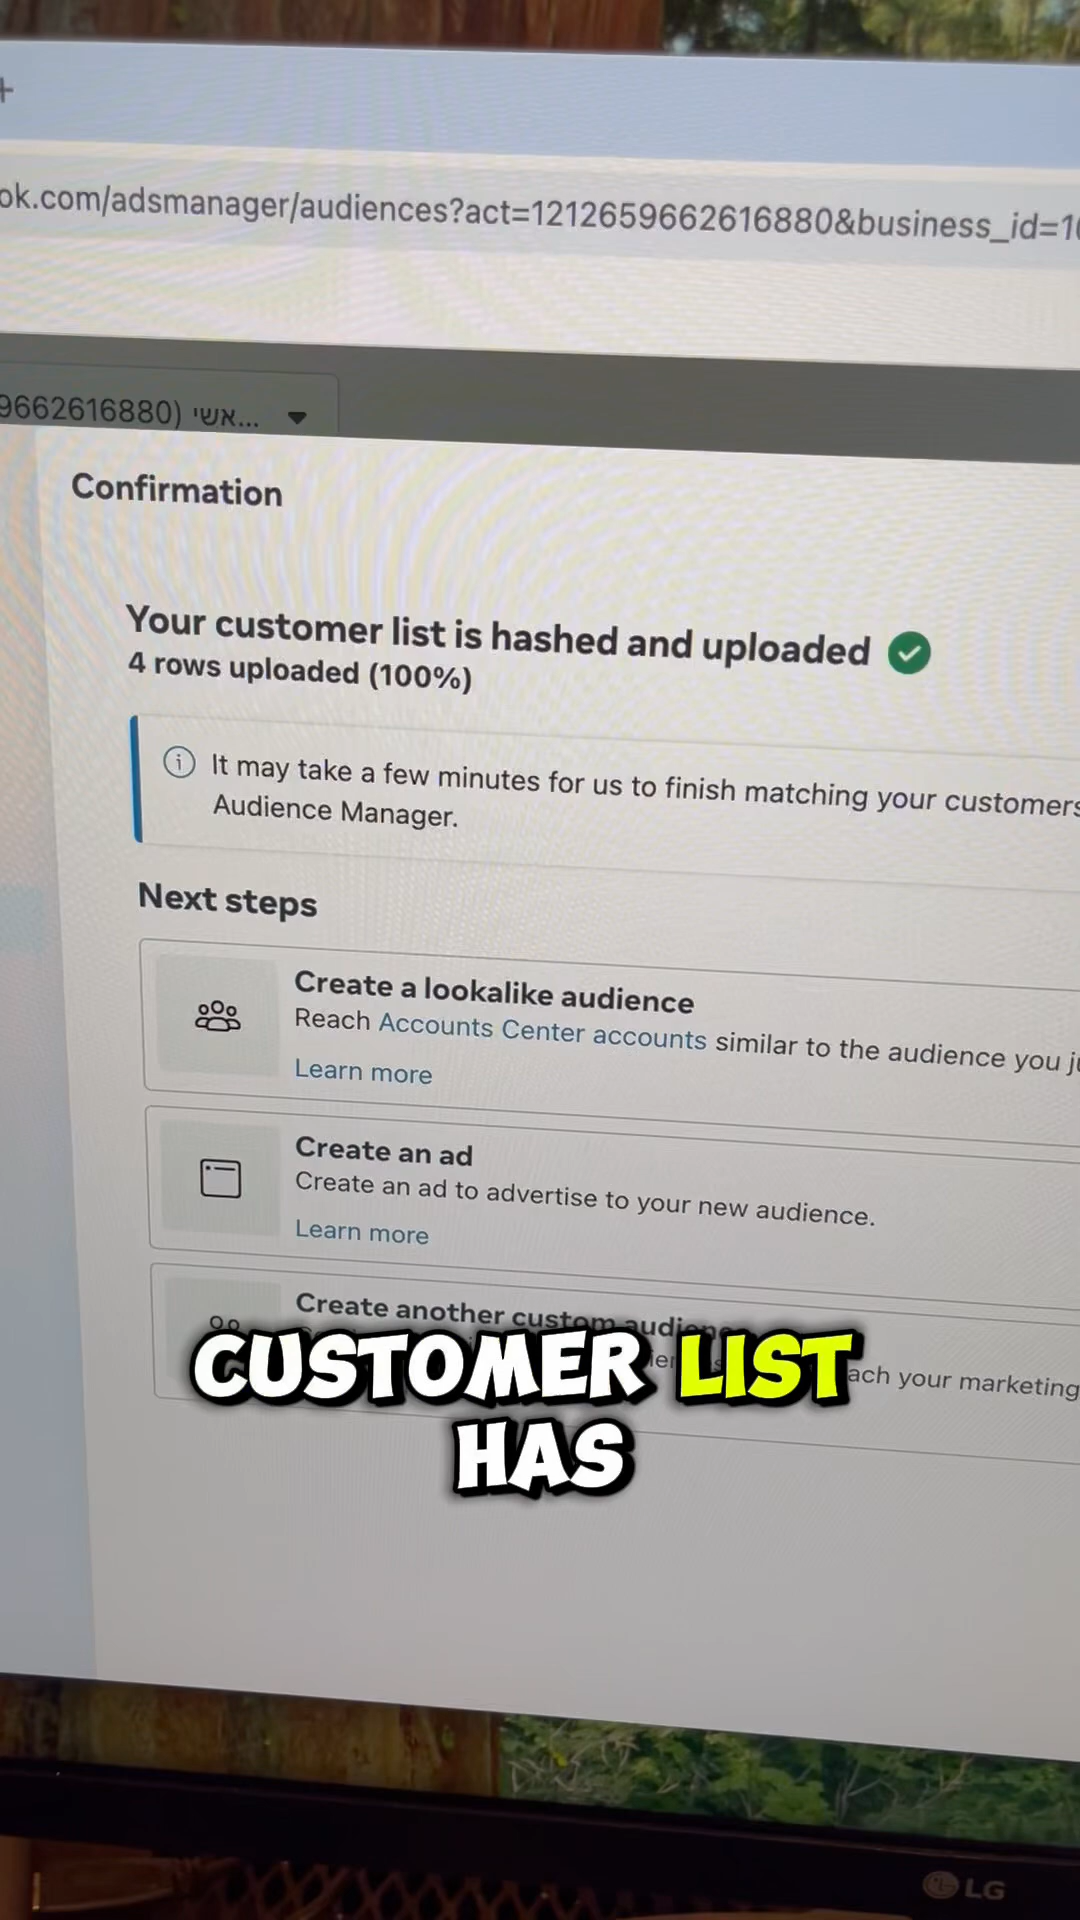 +
ok.com/adsmanager/audiences?act=1212659662616880&business_id=10
9662616880) אשי...
Confirmation
Your customer list is hashed and uploaded
4 rows uploaded (100%)
It may take a few minutes for us to finish matching your customers
Audience Manager.
Next steps
Create a lookalike audience
Reach Accounts Center accounts similar to the audience you ju
Learn more
Create an ad
Create an ad to advertise to your new audience.
Learn more
Create another custom audience
ach your marketing
CUSTOMER LIST
HAS
LG